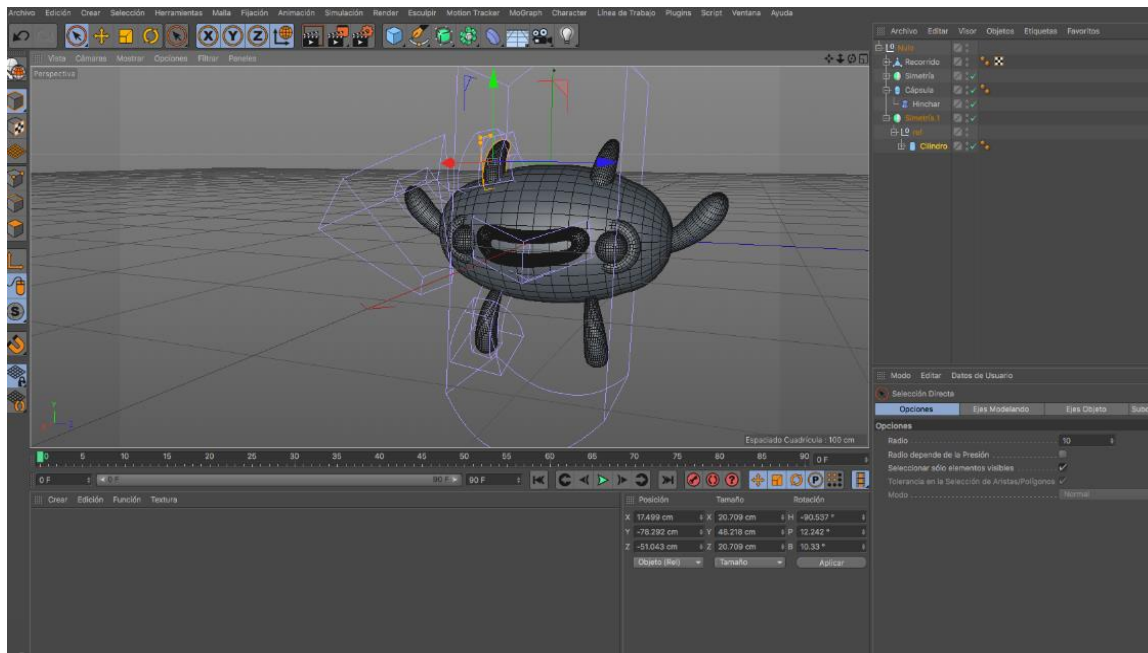 Archivo Edición Crear Selección Herramientas Malla Fijación Animación Simulación Render Esculpir Motion Tracker MoGraph Character Línea de Trabajo Plugins Script Ventana Ayuda
X Y Z
Vista Cámaras Mostrar Opciones Filtrar Paneles
Perspectiva
Espaciado Cuadrícula : 100 cm
0 5 10 15 20 25 30 35 40 45 50 55 60 65 70 75 80 85 90 0 F
0 F 0 F 90 F 90 F
Crear Edición Función Textura
Posición Tamaño Rotación
X 17.499 cm X 20.709 cm H -90.537 °
Y -78.292 cm Y 48.218 cm P 12.242 °
Z -51.043 cm Z 20.709 cm B 10.33 °
Objeto (Rel) Tamaño Aplicar
Archivo Editar Visor Objetos Etiquetas Favoritos
Nulo
Recorrido
Simetría
Cápsula
Hinchar
Simetría.1
Cilindro
Modo Editar Datos de Usuario
Selección Directa
Opciones Ejes Modelando Ejes Objeto
Opciones
Radio 10
Radio depende de la Presión
Seleccionar sólo elementos visibles
Tolerancia en la Selección de Aristas/Polígonos
Modo Normal